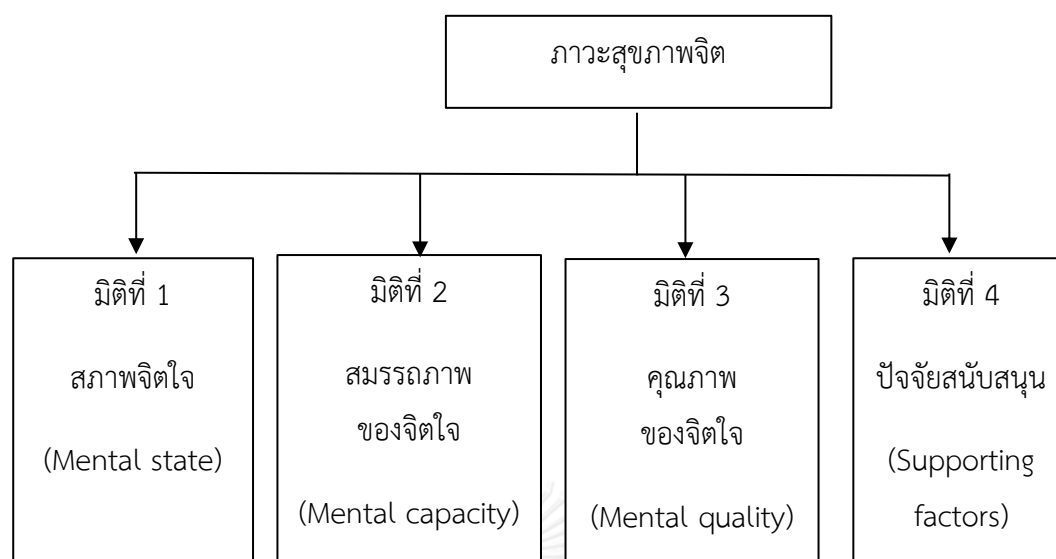 ภาวะสุขภาพจิต
มิติที่ 1
สภาพจิตใจ
(Mental state)
มิติที่ 2
สมรรถภาพ
ของจิตใจ
(Mental capacity)
มิติที่ 3
คุณภาพ
ของจิตใจ
(Mental quality)
มิติที่ 4
ปัจจัยสนับสนุน
(Supporting
factors)